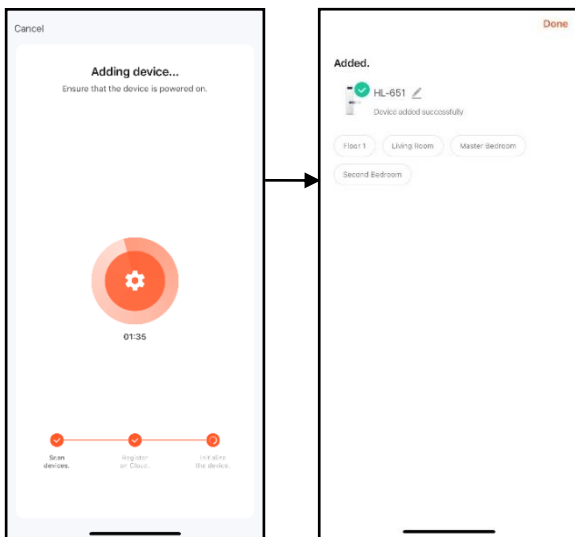 Cancel
Adding device...
Ensure that the device is powered on.
01:35
Scan
devices.
Register
on Cloud.
Initialize
the device.
Done
Added.
HL-651
Device added successfully
Floor 1
Living Room
Master Bedroom
Second Bedroom